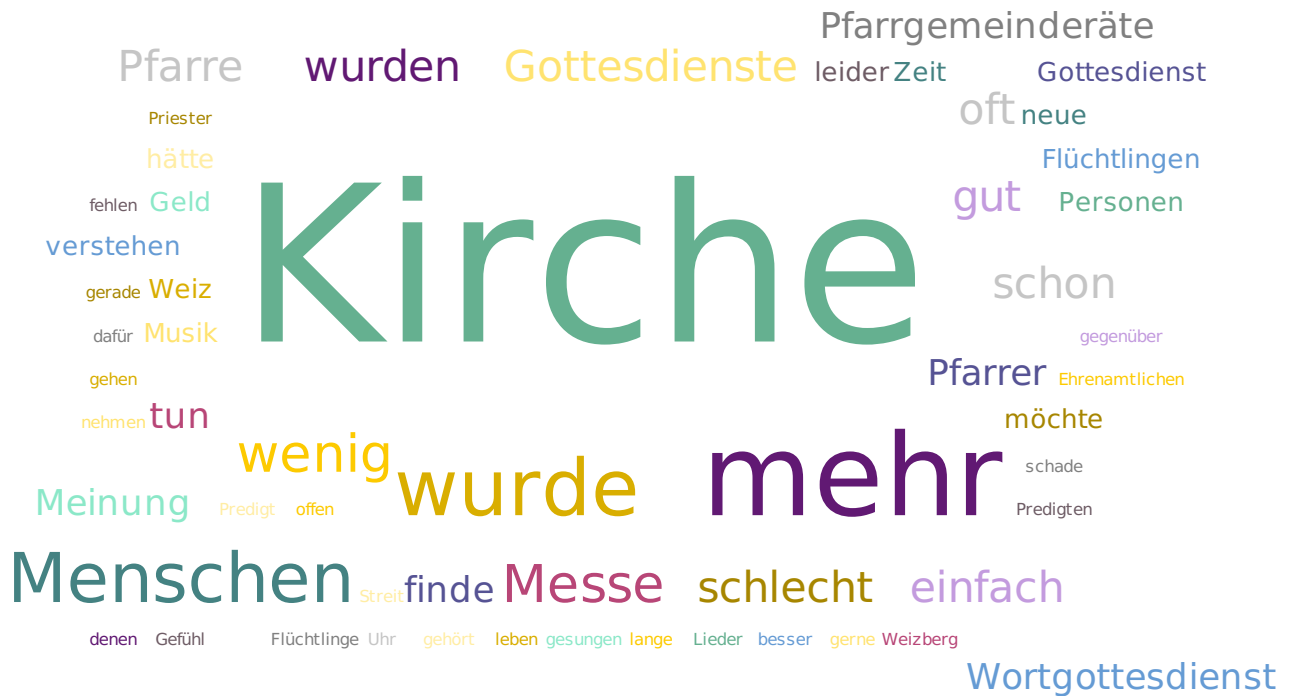 Pfarrgemeinderäte
Pfarre wurden Gottesdienste leider Zeit Gottesdienst
Priester oft neue
hätte Flüchtlingen
fehlen Geld gut Personen
verstehen
Kirche
gerade Weiz schon
dafür Musik gegenüber
gehen Pfarrer Ehrenamtlichen
nehmen tun möchte
wenig wurde mehr schade
Meinung Predigt offen Predigten
Menschen Streit finde Messe schlecht einfach
denen Gefühl Flüchtlinge Uhr gehört leben gesungen lange Lieder besser gerne Weizberg
Wortgottesdienst